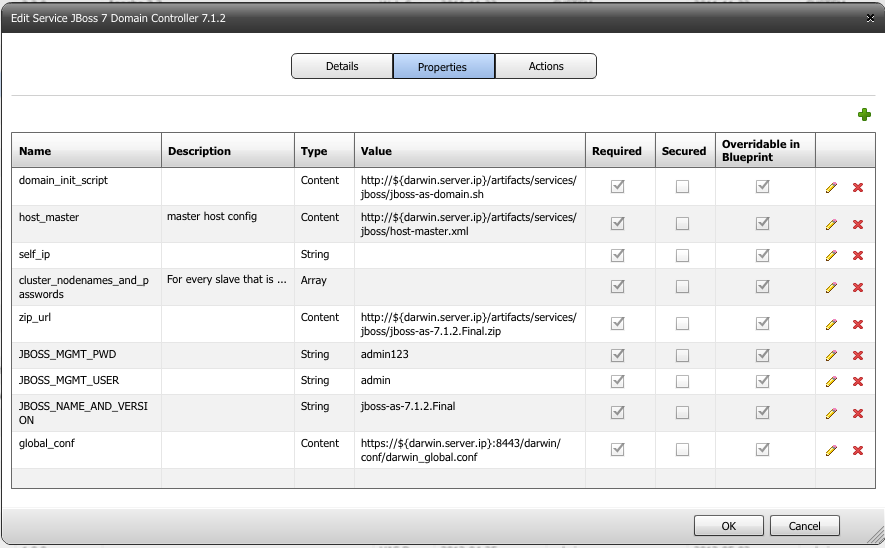 Edit Service JBoss 7 Domain Controller 7.1.2
Details
Properties
Actions
Name
Description
Type
Value
Required
Secured
Overridable in
Blueprint
domain_init_script
Content
http://${darwin.server.ip}/artifacts/services/
jboss/jboss-as-domain.sh
host_master
master host config
Content
http://${darwin.server.ip}/artifacts/services/
jboss/host-master.xml
self_ip
String
cluster_nodenames_and_p
asswords
For every slave that is ...
Array
zip_url
Content
http://${darwin.server.ip}/artifacts/services/
jboss/jboss-as-7.1.2.Final.zip
JBOSS_MGMT_PWD
String
admin123
JBOSS_MGMT_USER
String
admin
JBOSS_NAME_AND_VERSI
ON
String
jboss-as-7.1.2.Final
global_conf
Content
https://${darwin.server.ip}:8443/darwin/
conf/darwin_global.conf
OK
Cancel